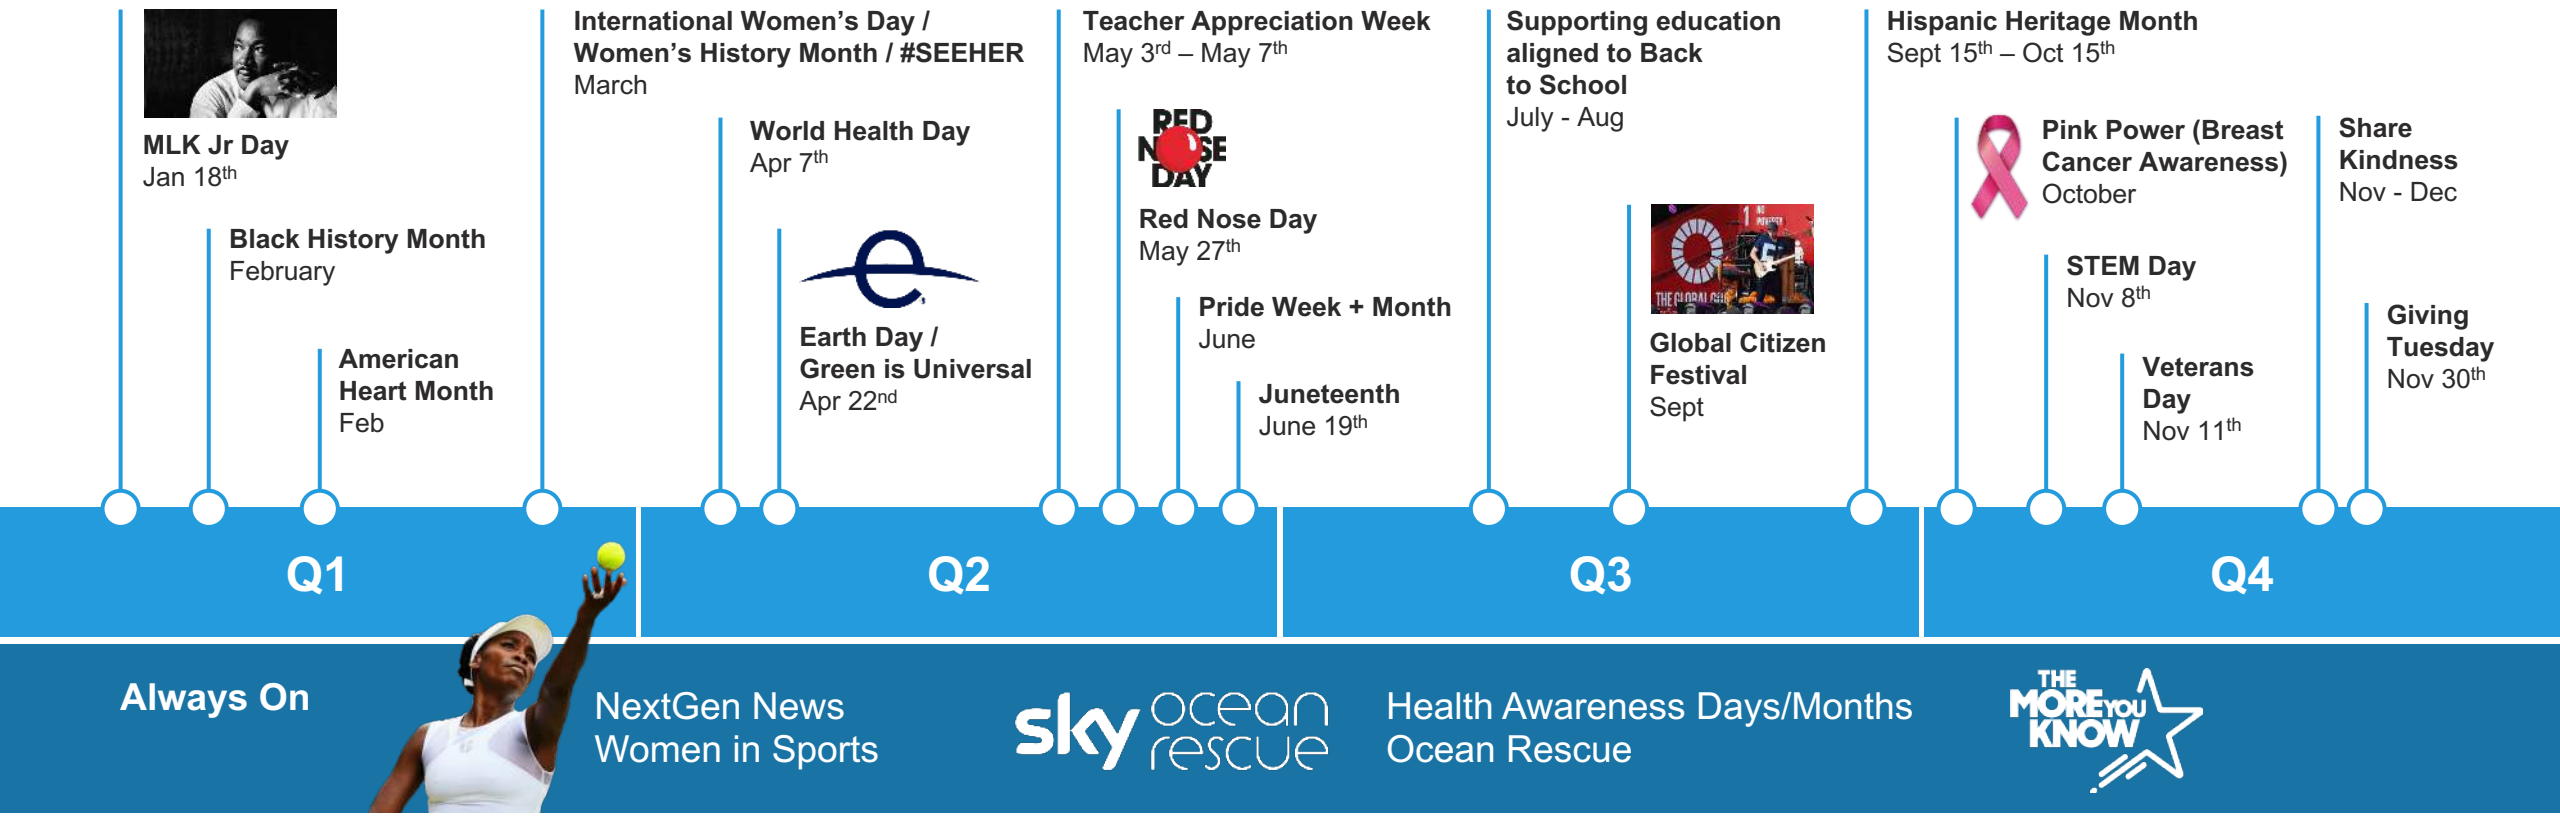 MLK Jr Day
Jan 18th
Black History Month
February
American
Heart Month
Feb
International Women’s Day /
Women’s History Month / #SEEHER
March
World Health Day
Apr 7th
e
Earth Day /
Green is Universal
Apr 22nd
Teacher Appreciation Week
May 3rd – May 7th
RED
NOSE
DAY
Red Nose Day
May 27th
Pride Week + Month
June
Juneteenth
June 19th
Supporting education
aligned to Back
to School
July - Aug
1 NO
POVERTY
THE GLOBAL
Global Citizen
Festival
Sept
Hispanic Heritage Month
Sept 15th – Oct 15th
Pink Power (Breast
Cancer Awareness)
October
STEM Day
Nov 8th
Veterans
Day
Nov 11th
Share
Kindness
Nov - Dec
Giving
Tuesday
Nov 30th
Q1
Q2
Q3
Q4
Always On
NextGen News
Women in Sports
sky ocean
rescue
Health Awareness Days/Months
Ocean Rescue
THE
MORE YOU
KNOW